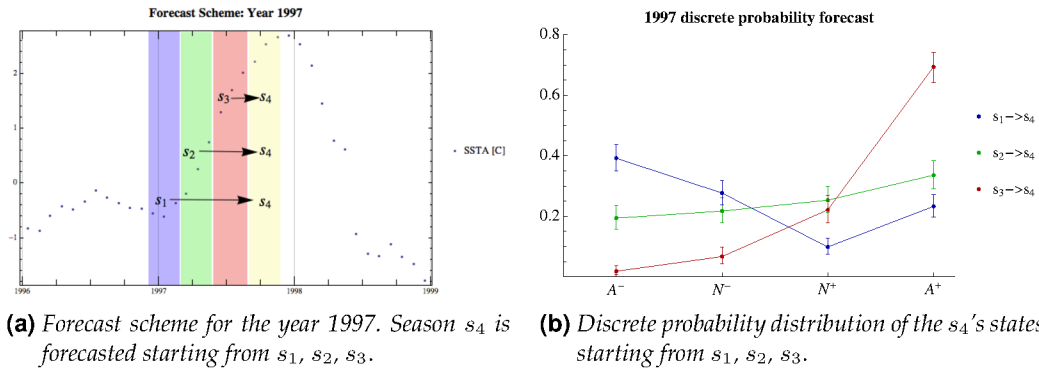 Forecast Scheme: Year 1997
2
1
0
−1
s₃ s₄
s₂ s₄
s₁ s₄
1996 1997 1998 1999
SSTA [C]
(a) Forecast scheme for the year 1997. Season s₄ is
forecasted starting from s₁, s₂, s₃.
1997 discrete probability forecast
0.8
0.6
0.4
0.2
A⁻ N⁻ N⁺ A⁺
s₁−>s₄
s₂−>s₄
s₃−>s₄
(b) Discrete probability distribution of the s₄'s states
starting from s₁, s₂, s₃.